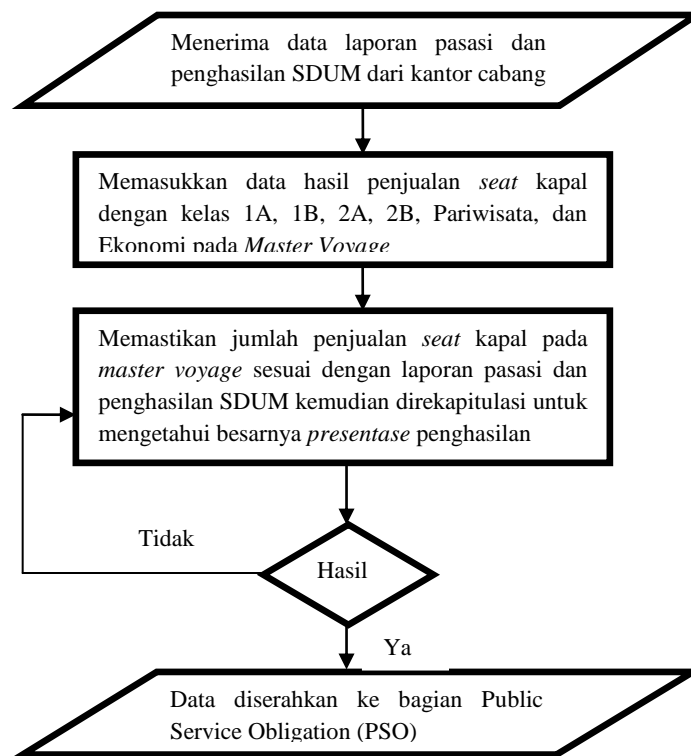 Menerima data laporan pasasi dan
penghasilan SDUM dari kantor cabang
Memasukkan data hasil penjualan seat kapal
dengan kelas 1A, 1B, 2A, 2B, Pariwisata, dan
Ekonomi pada Master Voyage
Memastikan jumlah penjualan seat kapal pada
master voyage sesuai dengan laporan pasasi dan
penghasilan SDUM kemudian direkapitulasi untuk
mengetahui besarnya presentase penghasilan
Tidak
Hasil
Ya
Data diserahkan ke bagian Public
Service Obligation (PSO)